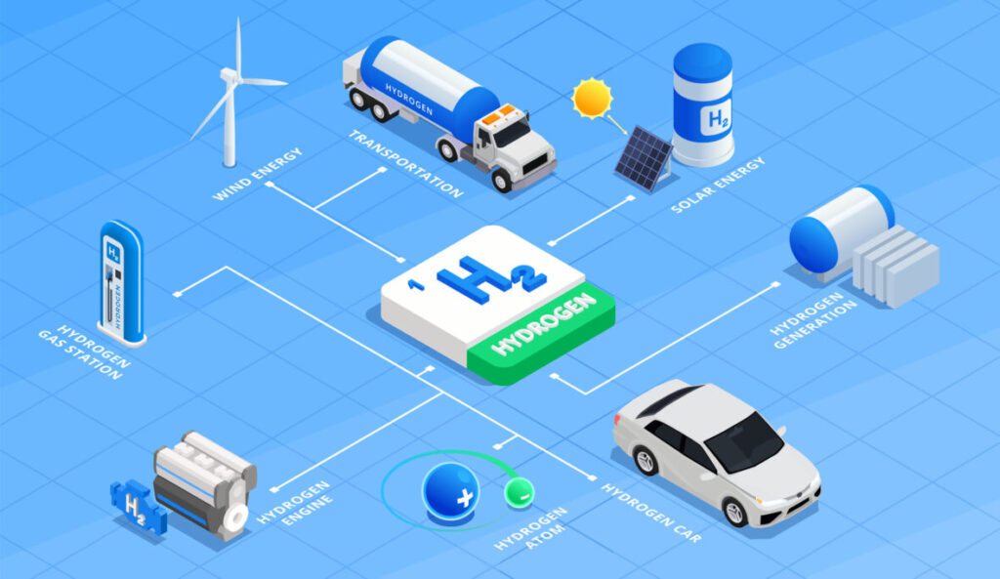 HYDROGEN
WIND ENERGY
TRANSPORTATION
H2
SOLAR ENERGY
1
H2
HYDROGEN
H2
HYDROGEN
HYDROGEN
GAS STATION
HYDROGEN
GENERATION
H2
HYDROGEN
ENGINE
+
-
HYDROGEN
ATOM
HYDROGEN CAR